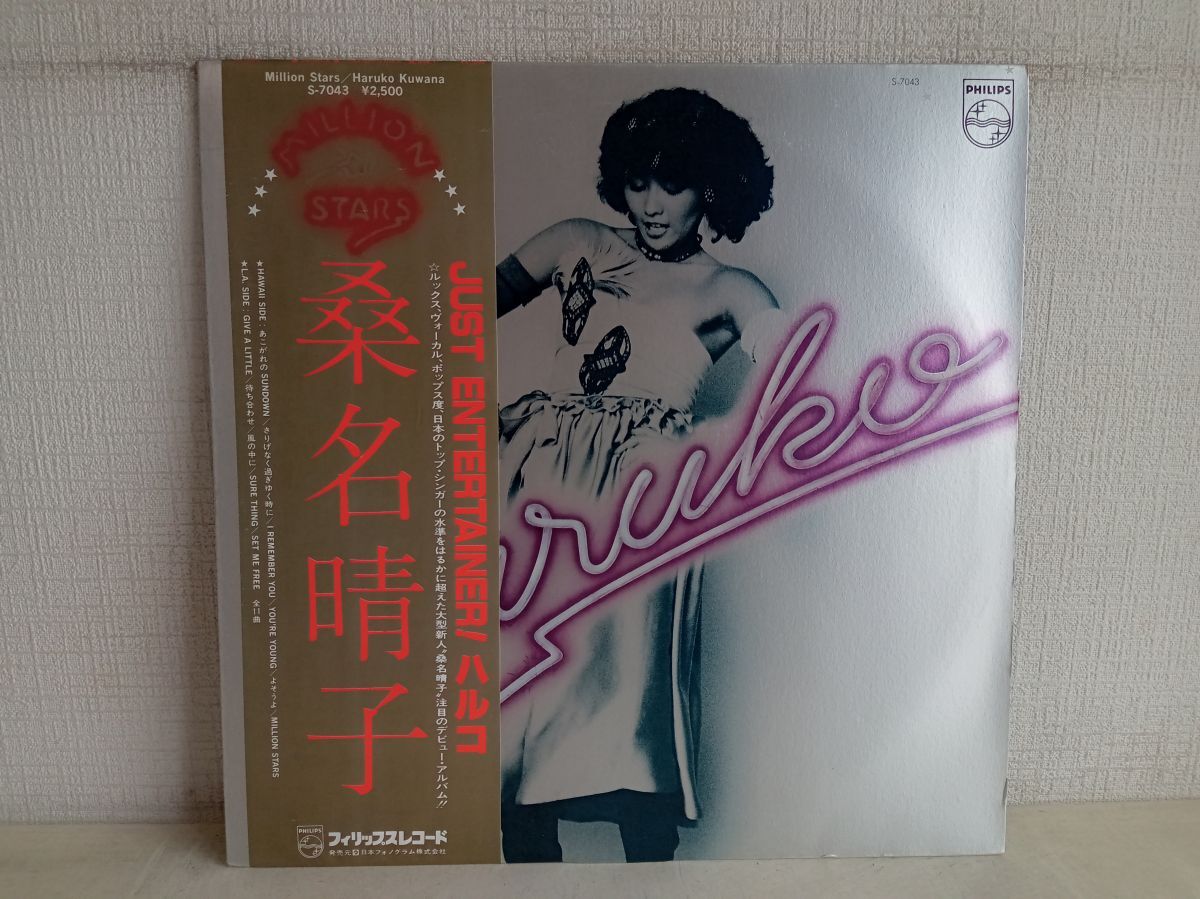 Million Stars/Haruko Kuwana
S-7043 ¥2,500
MILLION
STARS
桑名晴子
JUST ENTERTAINER! ハルコ
☆ルックス、ヴォーカル、ポップス度、日本のトップ・シンガーの水準をはるかに超えた大型新人“桑名晴子”注目のデビュー・アルバム!!
★HAWAII SIDE:あこがれのSUNDOWN/さりげなく過ぎゆく時に/I REMEMBER YOU/YOU'RE YOUNG/よそうよ/MILLION STARS
★L.A. SIDE:GIVE A LITTLE/待ち合わせ/風の中に/SURE THING/SET ME FREE 全11曲
PHILIPS
フィリップスレコード
発売元 日本フォノグラム株式会社
S-7043
PHILIPS
ruko